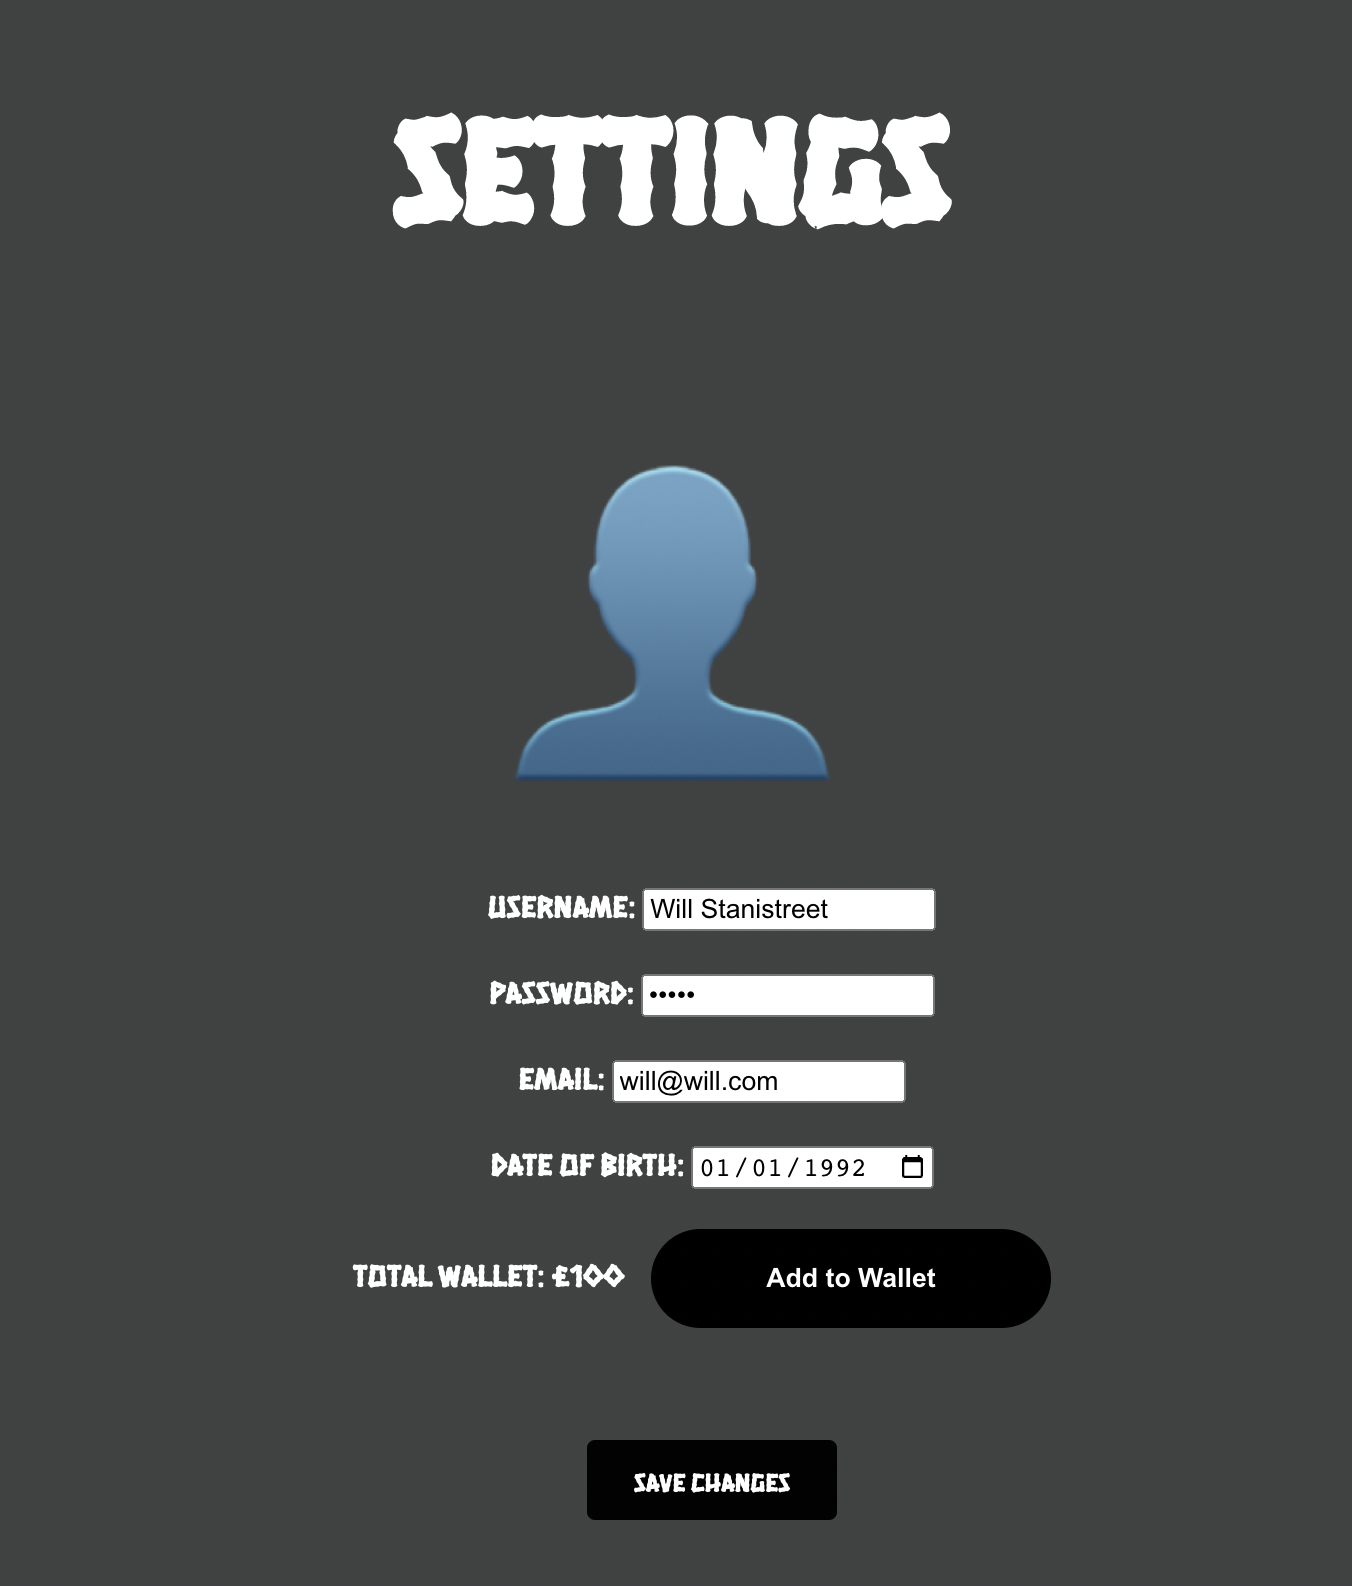 SETTINGS
USERNAME: Will Stanistreet
PASSWORD: •••••
EMAIL: will@will.com
DATE OF BIRTH: 01/01/1992
TOTAL WALLET: £100 Add to Wallet
SAVE CHANGES